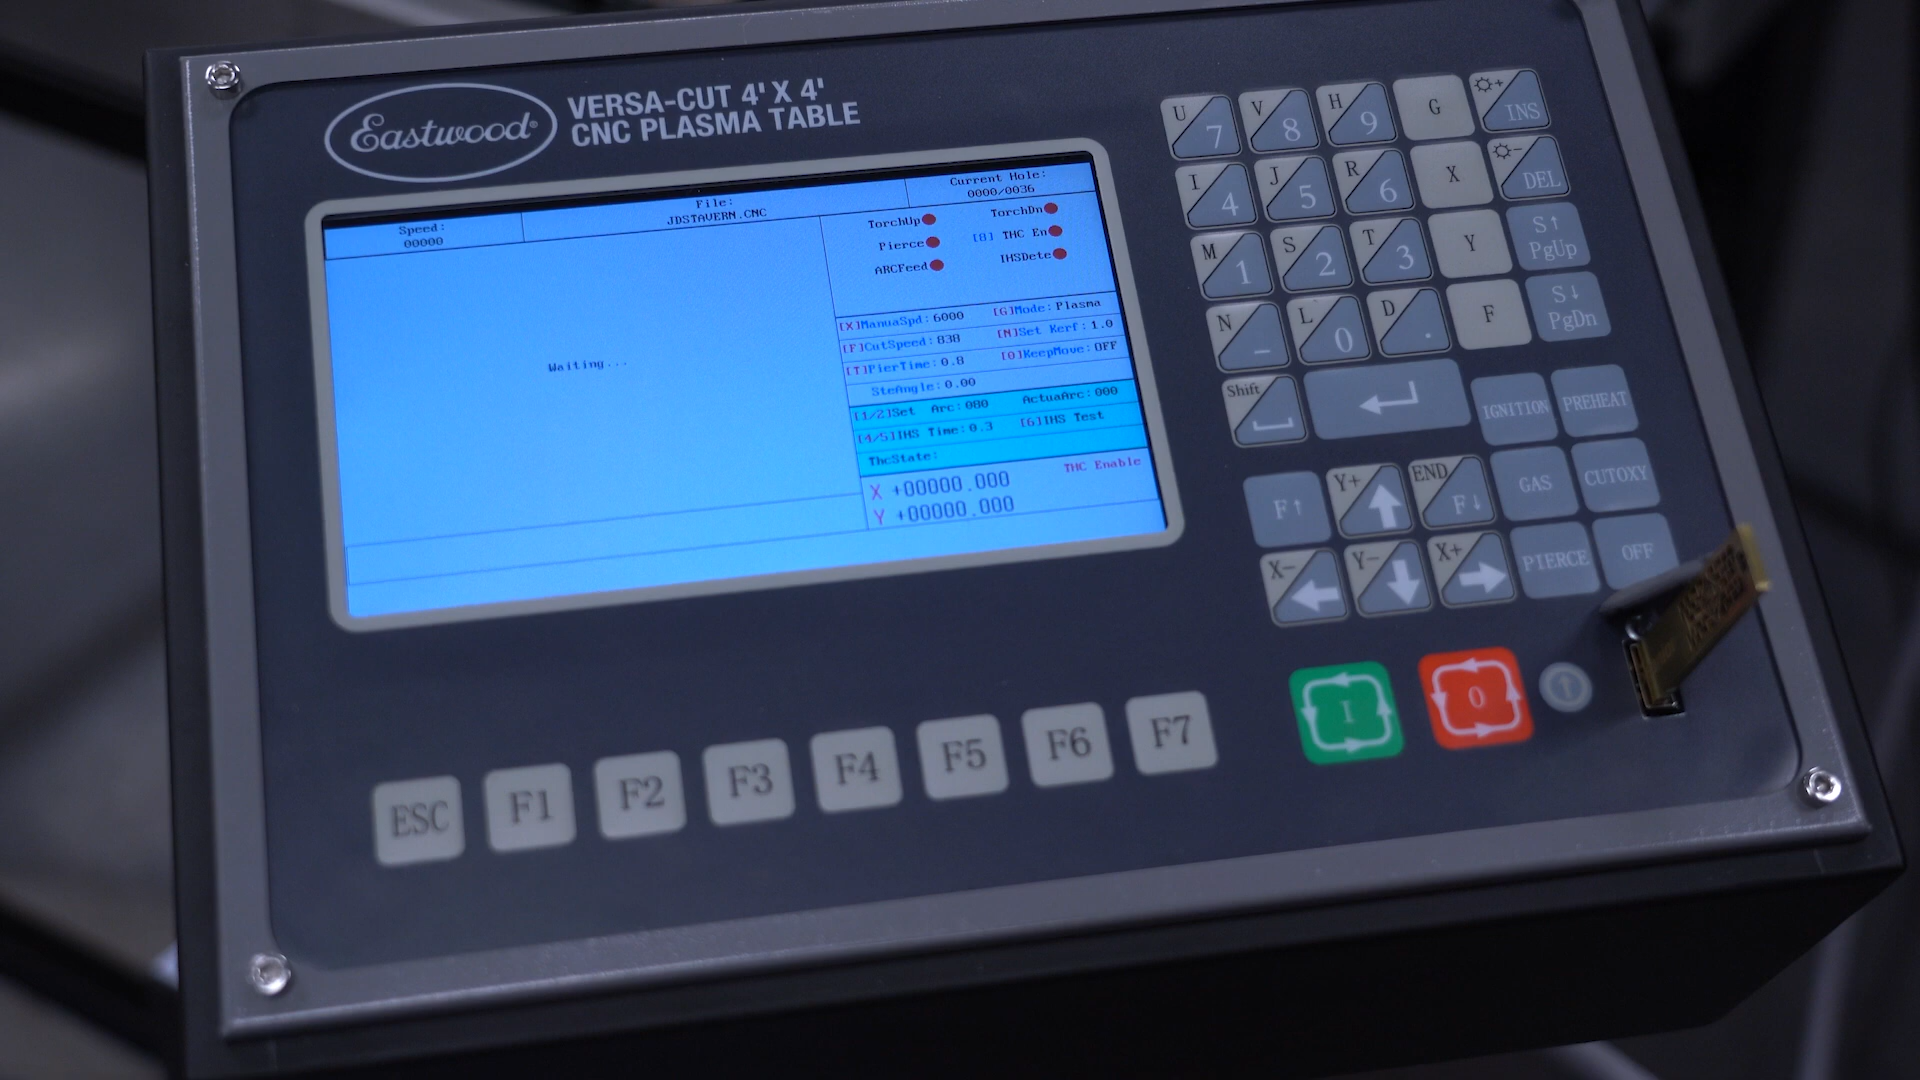 Eastwood®
VERSA-CUT 4' X 4'
CNC PLASMA TABLE
Speed:
00000
File:
JDSTAVERN.CNC
Current Hole:
0000/0036
TorchUp
TorchDn
Pierce
[8] THC En
ARCFeed
IHSDete
Waiting...
[X]ManuaSpd:6000 [G]Mode:Plasma
[F]CutSpeed:838 [N]Set Kerf:1.0
[T]PierTime:0.8 [0]KeepMove:OFF
SteAngle:0.00
[1/2]Set Arc:080 ActuaArc:000
[4/5]IHS Time:0.3 [6]IHS Test
ThcState:
X +00000.000 THC Enable
Y +00000.000
U 7 V 8 H 9 G + INS
I 4 J 5 R 6 X - DEL
M 1 S 2 T 3 Y S↑ PgUp
N – L 0 D . F S↓ PgDn
Shift IGNITION PREHEAT
F↑ Y+ END F↓ GAS CUTOXY
X- Y- X+ PIERCE OFF
I 0
ESC F1 F2 F3 F4 F5 F6 F7